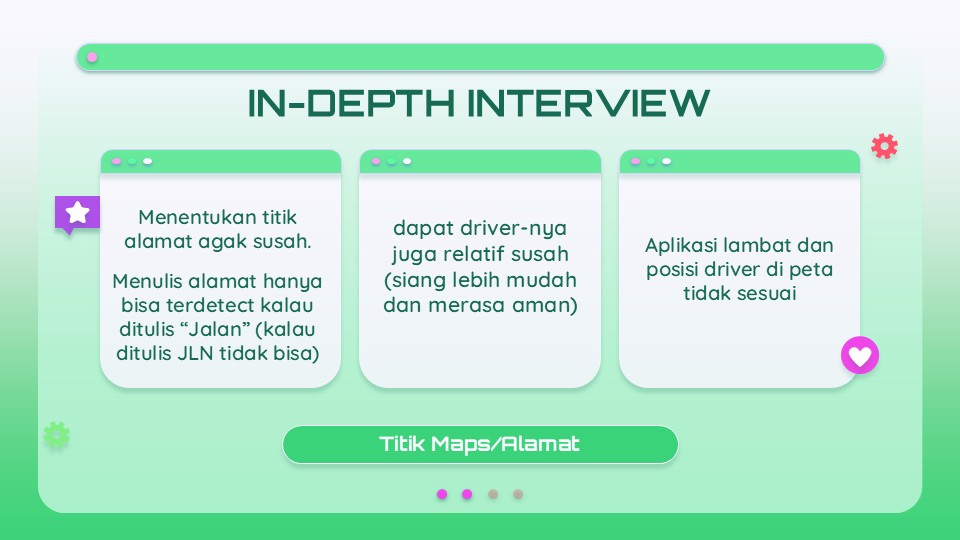 IN-DEPTH INTERVIEW
Menentukan titik
alamat agak susah.
Menulis alamat hanya
bisa terdetect kalau
ditulis “Jalan” (kalau
ditulis JLN tidak bisa)
dapat driver-nya
juga relatif susah
(siang lebih mudah
dan merasa aman)
Aplikasi lambat dan
posisi driver di peta
tidak sesuai
Titik Maps/Alamat